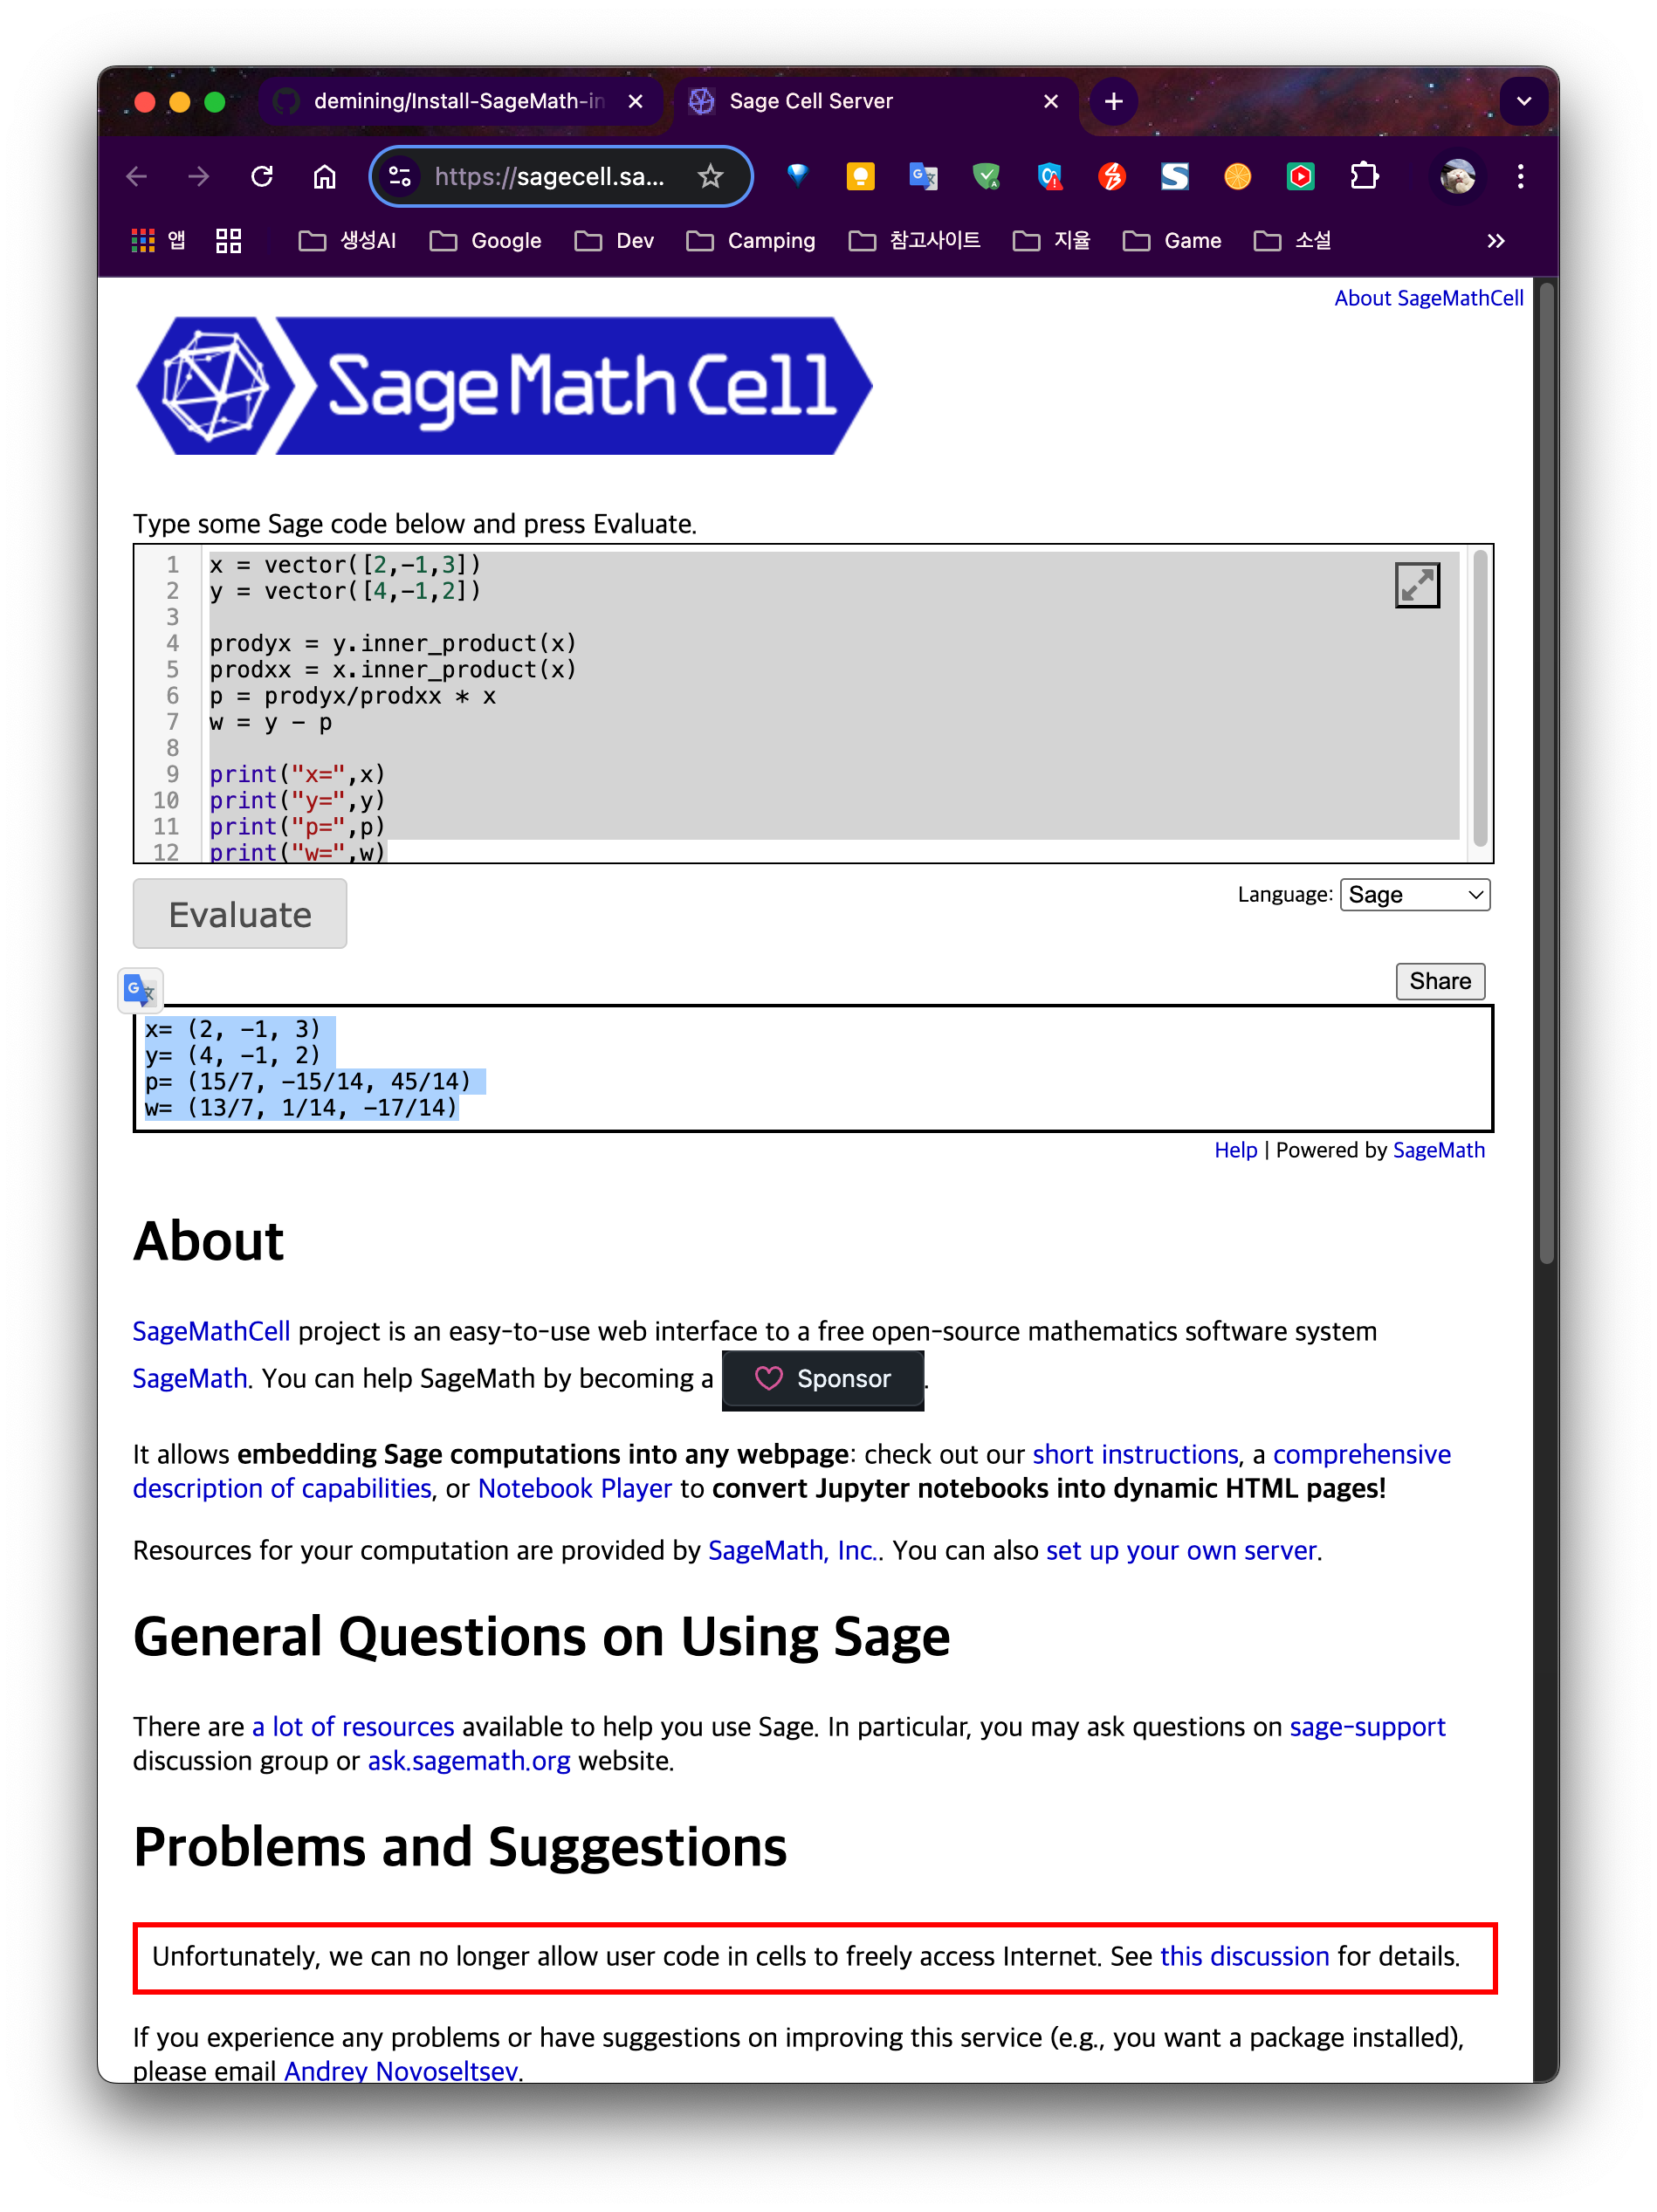 demining/Install-SageMath-in
Sage Cell Server
https://sagecell.sa...
앱
생성AI
Google
Dev
Camping
참고사이트
지율
Game
소설
About SageMathCell
SageMathCell
Type some Sage code below and press Evaluate.
1 x = vector([2,-1,3])
2 y = vector([4,-1,2])
3
4 prodyx = y.inner_product(x)
5 prodxx = x.inner_product(x)
6 p = prodyx/prodxx * x
7 w = y - p
8
9 print("x=",x)
10 print("y=",y)
11 print("p=",p)
12 print("w=",w)
Evaluate
Language: Sage
Share
x= (2, -1, 3)
y= (4, -1, 2)
p= (15/7, -15/14, 45/14)
w= (13/7, 1/14, -17/14)
Help | Powered by SageMath
About
SageMathCell project is an easy-to-use web interface to a free open-source mathematics software system
SageMath. You can help SageMath by becoming a Sponsor.
It allows embedding Sage computations into any webpage: check out our short instructions, a comprehensive
description of capabilities, or Notebook Player to convert Jupyter notebooks into dynamic HTML pages!
Resources for your computation are provided by SageMath, Inc.. You can also set up your own server.
General Questions on Using Sage
There are a lot of resources available to help you use Sage. In particular, you may ask questions on sage-support
discussion group or ask.sagemath.org website.
Problems and Suggestions
Unfortunately, we can no longer allow user code in cells to freely access Internet. See this discussion for details.
If you experience any problems or have suggestions on improving this service (e.g., you want a package installed),
please email Andrey Novoseltsev.